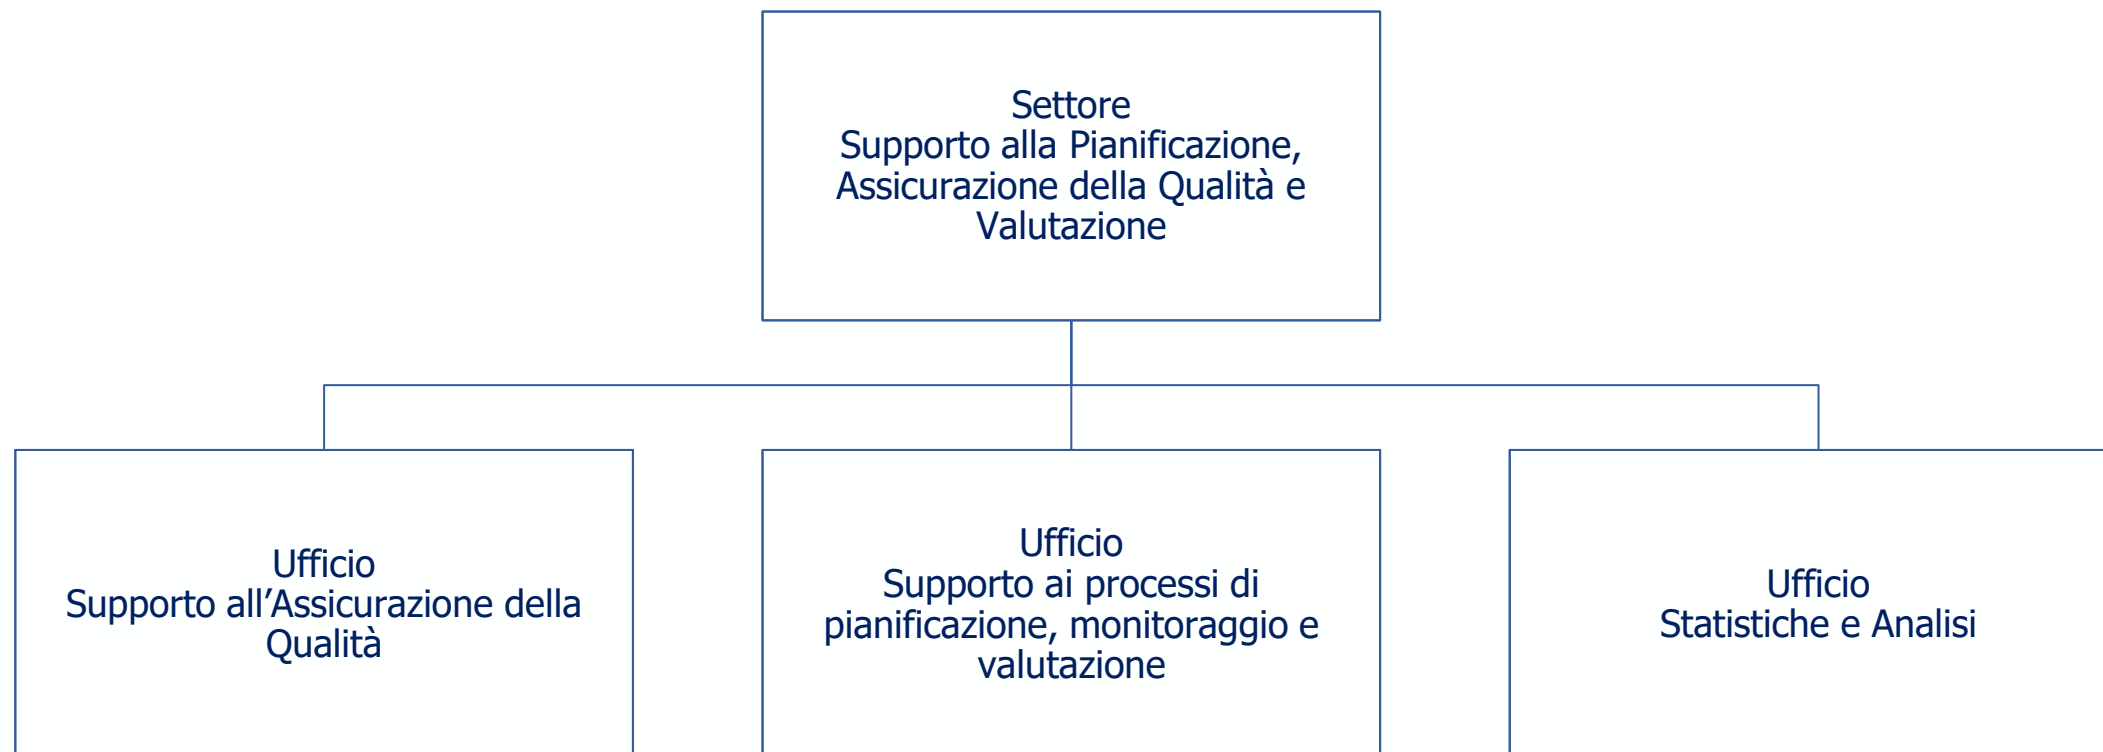 Settore
Supporto alla Pianificazione,
Assicurazione della Qualità e
Valutazione
Ufficio
Supporto all’Assicurazione della
Qualità
Ufficio
Supporto ai processi di
pianificazione, monitoraggio e
valutazione
Ufficio
Statistiche e Analisi